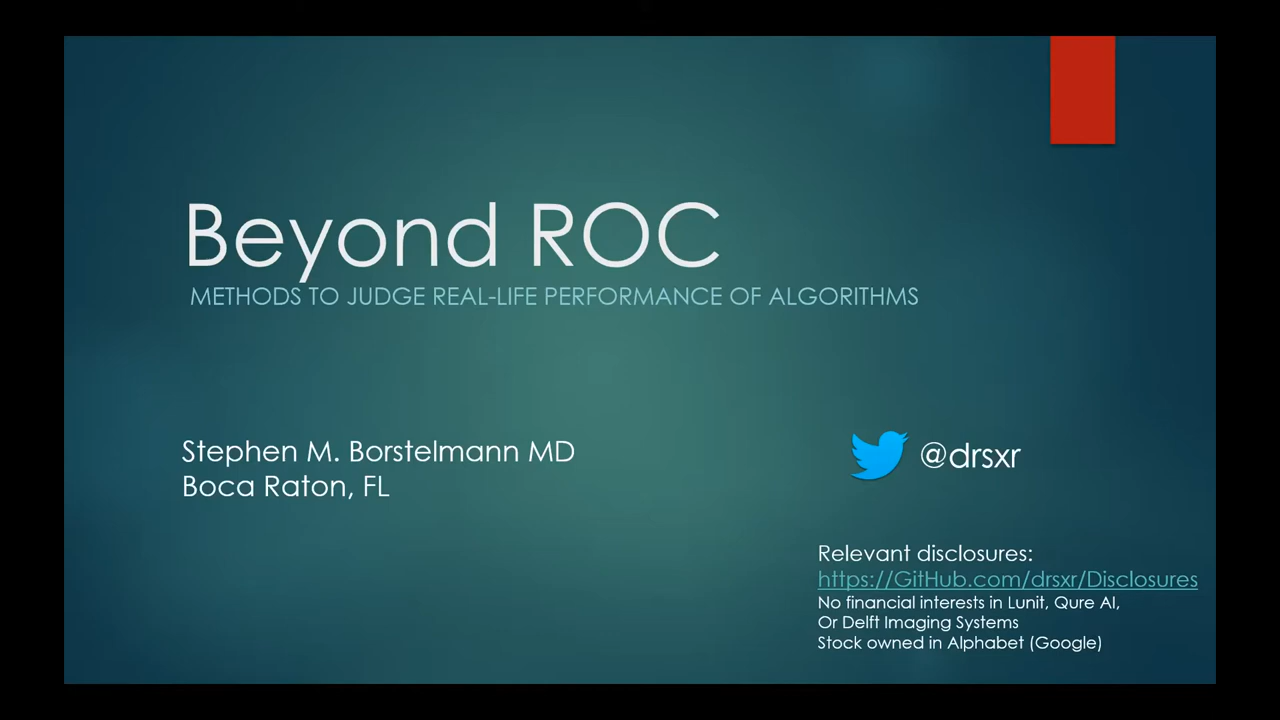 Beyond ROC
METHODS TO JUDGE REAL-LIFE PERFORMANCE OF ALGORITHMS
Stephen M. Borstelmann MD
Boca Raton, FL
@drsxr
Relevant disclosures:
https://GitHub.com/drsxr/Disclosures
No financial interests in Lunit, Qure AI,
Or Delft Imaging Systems
Stock owned in Alphabet (Google)